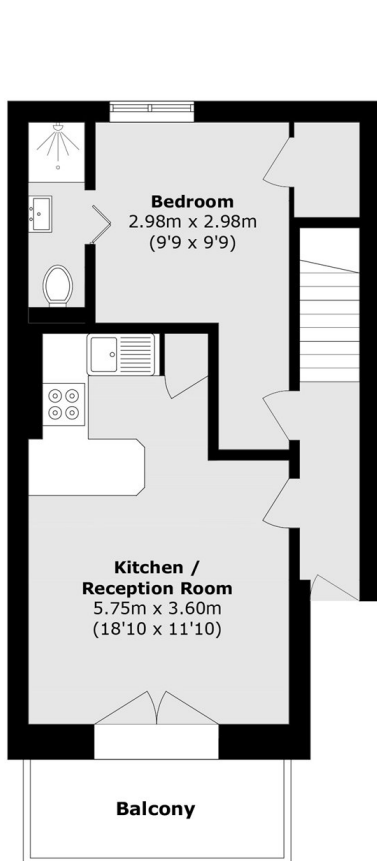 Bedroom
2.98m x 2.98m
(9'9 x 9'9)
Kitchen /
Reception Room
5.75m x 3.60m
(18'10 x 11'10)
Balcony